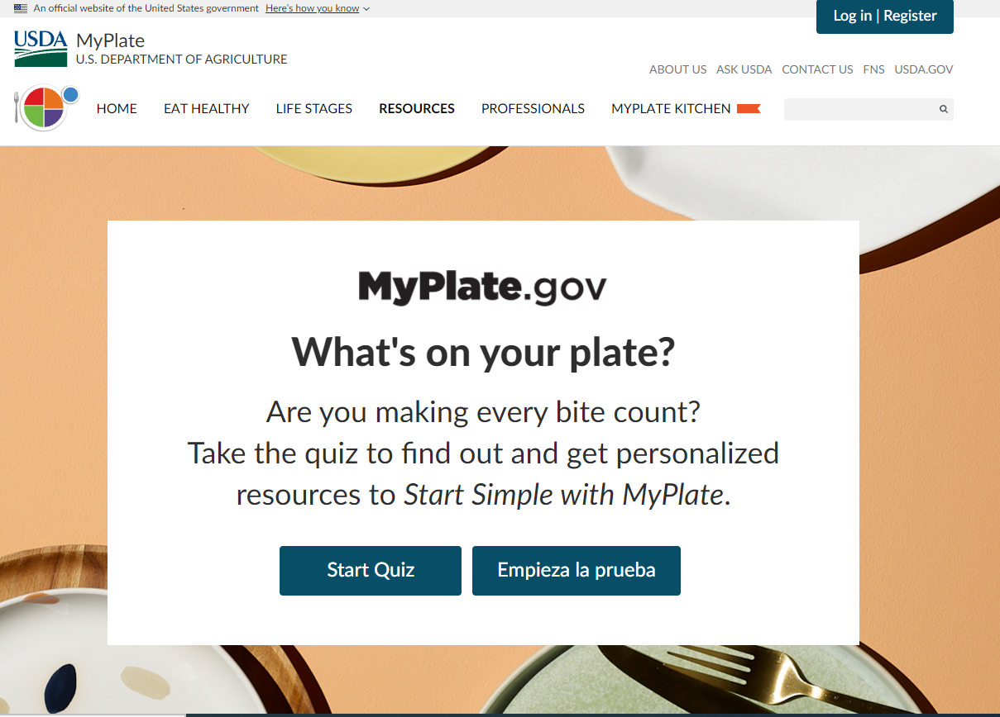 An official website of the United States government Here's how you know
Log in | Register
USDA MyPlate
U.S. DEPARTMENT OF AGRICULTURE
ABOUT US ASK USDA CONTACT US FNS USDA.GOV
HOME EAT HEALTHY LIFE STAGES RESOURCES PROFESSIONALS MYPLATE KITCHEN
MyPlate.gov
What's on your plate?
Are you making every bite count?
Take the quiz to find out and get personalized
resources to Start Simple with MyPlate.
Start Quiz Empieza la prueba